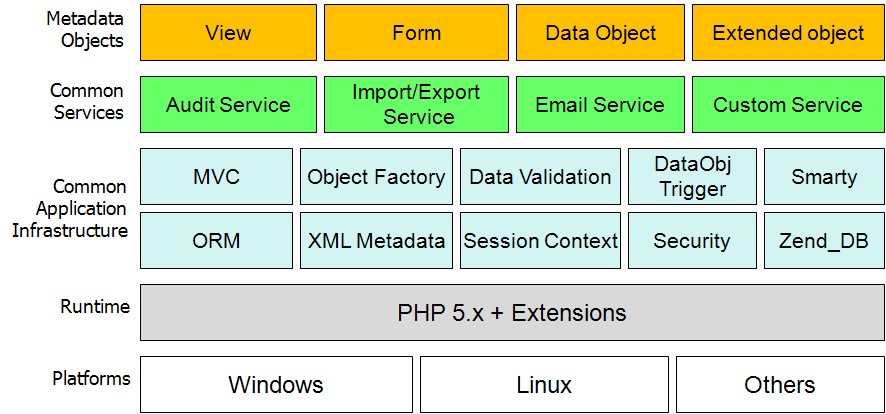 Metadata
Objects
View
Form
Data Object
Extended object
Common
Services
Audit Service
Import/Export
Service
Email Service
Custom Service
Common
Application
Infrastructure
MVC
Object Factory
Data Validation
DataObj
Trigger
Smarty
ORM
XML Metadata
Session Context
Security
Zend_DB
Runtime
PHP 5.x + Extensions
Platforms
Windows
Linux
Others